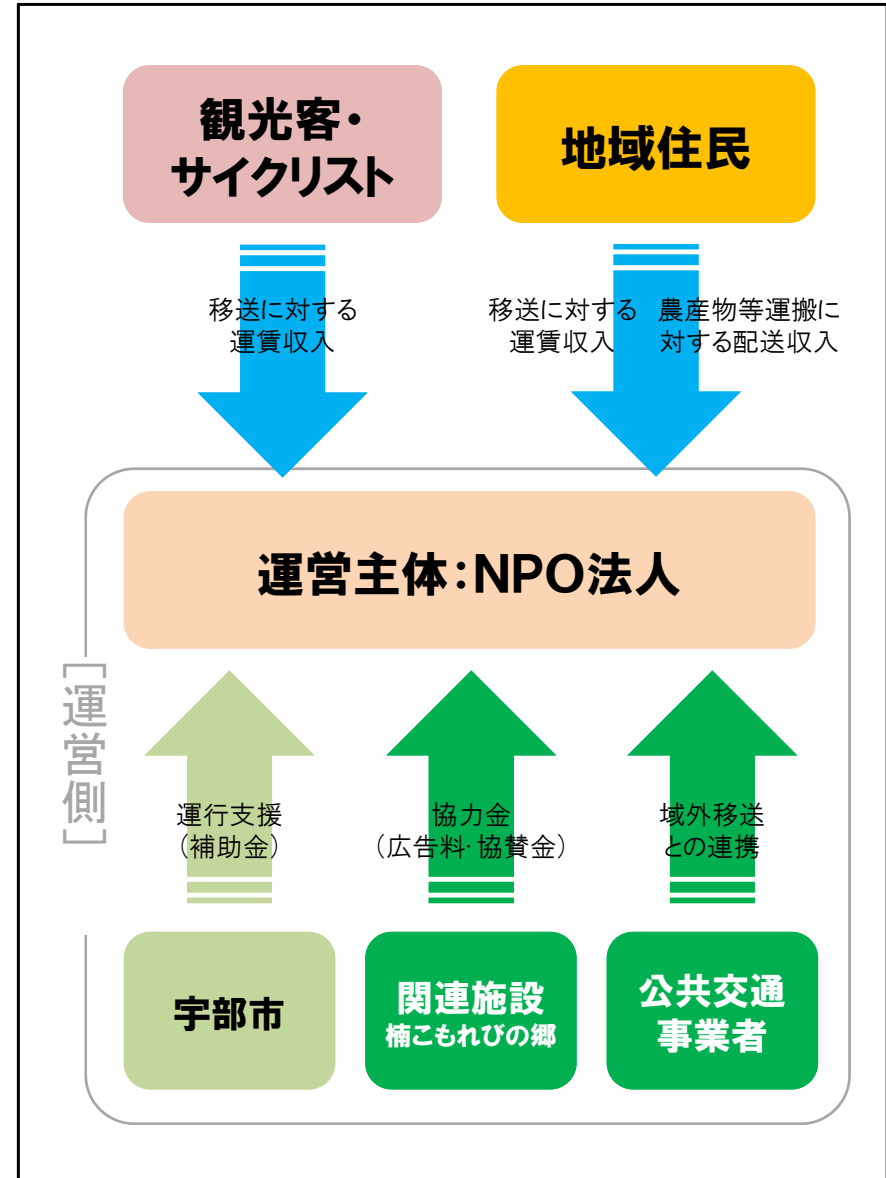 観光客・
サイクリスト
地域住民
移送に対する
運賃収入
移送に対する
運賃収入
農産物等運搬に
対する配送収入
運営主体:NPO法人
［運営側］
運行支援
（補助金）
協力金
（広告料・協賛金）
域外移送
との連携
宇部市
関連施設
楠こもれびの郷
公共交通
事業者